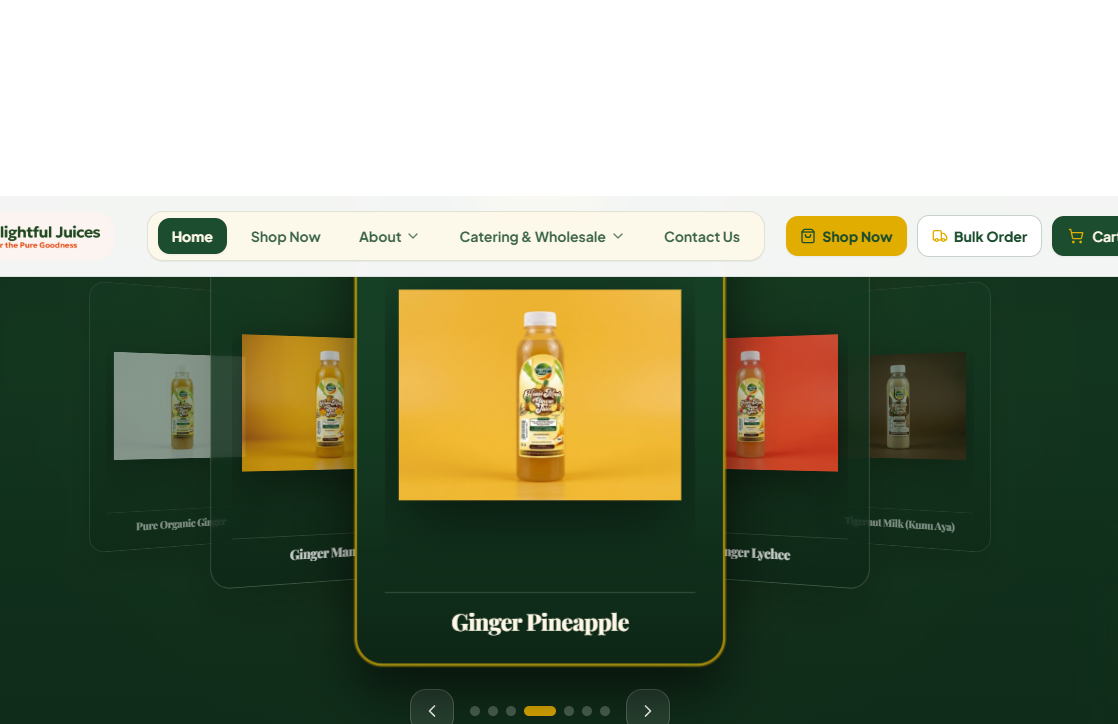 lightful Juices
r the Pure Goodness
Home
Shop Now
About
Catering & Wholesale
Contact Us
Shop Now
Bulk Order
Cart
Pure Organic Ginger
Ginger Man
Ginger Pineapple
nger Lychee
Tigernut Milk (Kunu Aya)